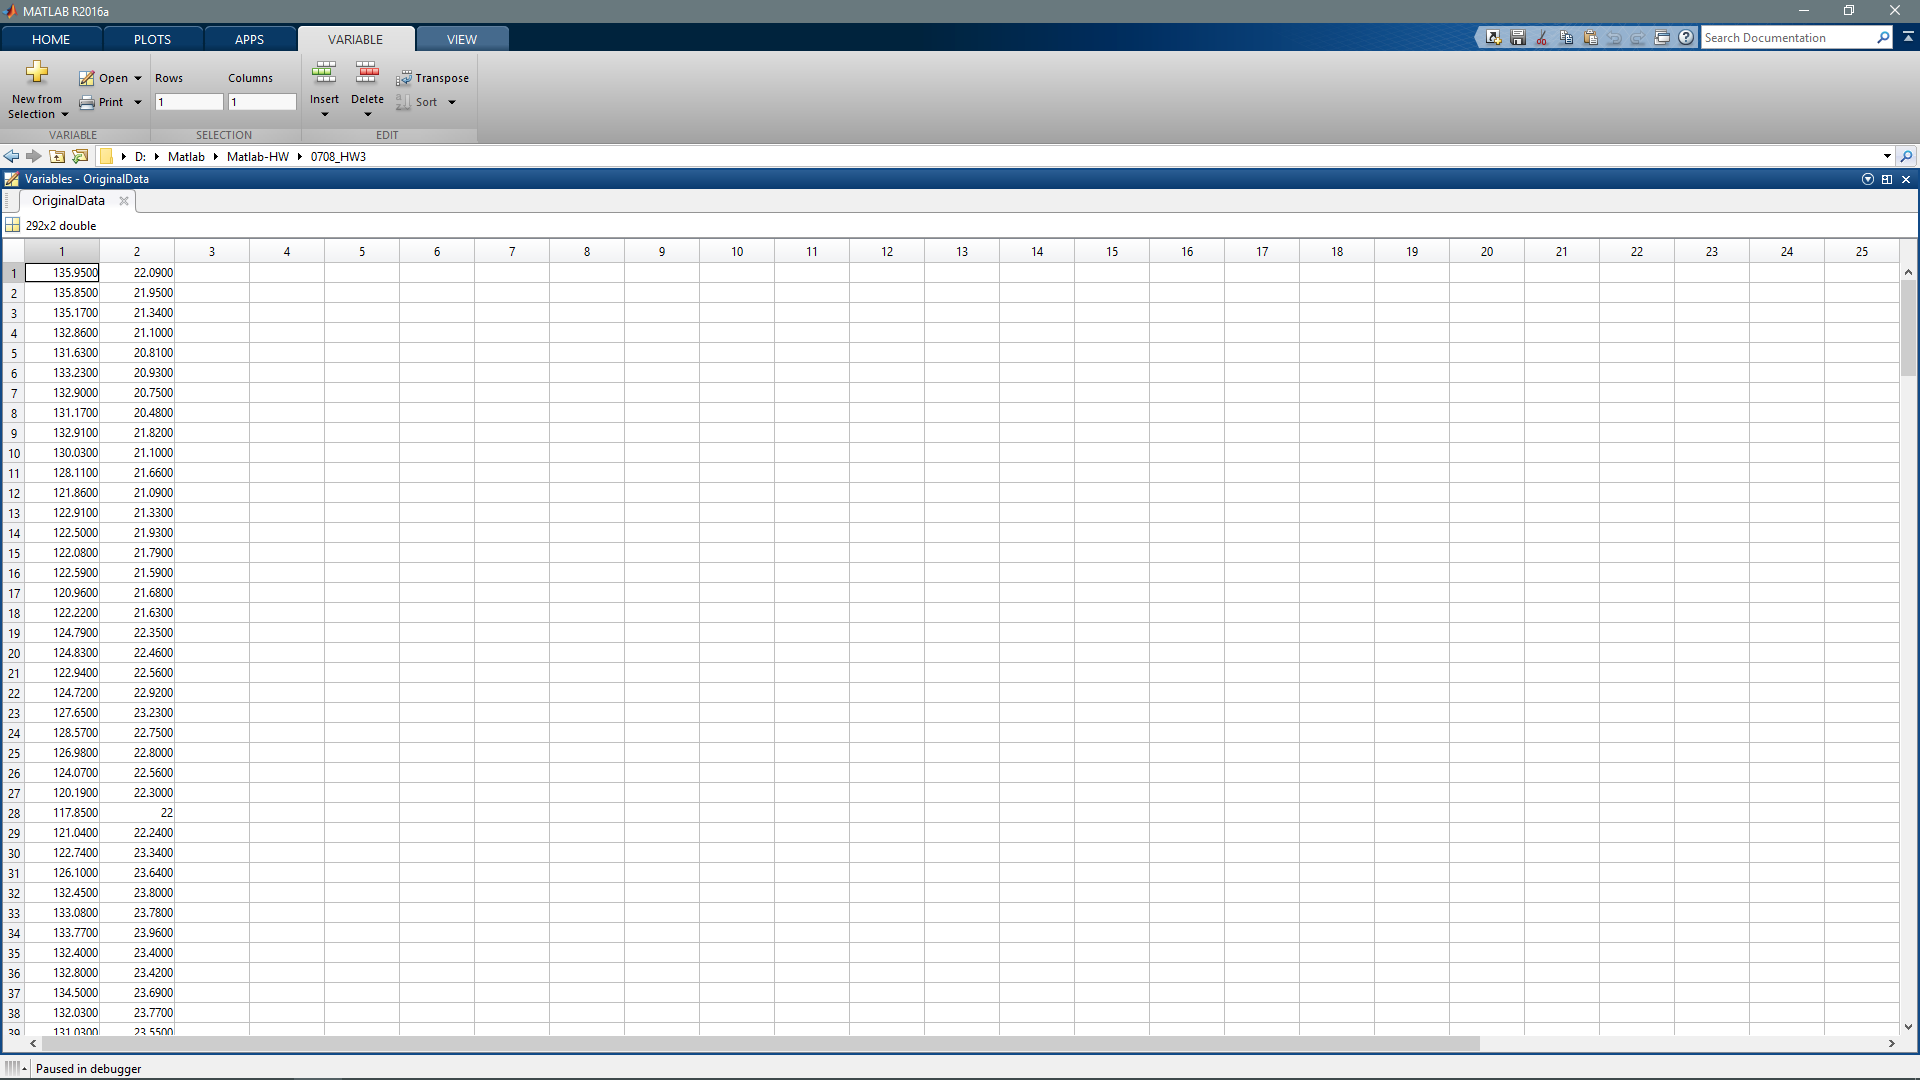 MATLAB R2016a
HOME PLOTS APPS VARIABLE VIEW Search Documentation
New from Selection Open Print Rows 1 Columns 1 Insert Delete Transpose Sort
VARIABLE SELECTION EDIT
D: Matlab Matlab-HW 0708_HW3
Variables - OriginalData
OriginalData
292x2 double
1 2 3 4 5 6 7 8 9 10 11 12 13 14 15 16 17 18 19 20 21 22 23 24 25
1 135.9500 22.0900
2 135.8500 21.9500
3 135.1700 21.3400
4 132.8600 21.1000
5 131.6300 20.8100
6 133.2300 20.9300
7 132.9000 20.7500
8 131.1700 20.4800
9 132.9100 21.8200
10 130.0300 21.1000
11 128.1100 21.6600
12 121.8600 21.0900
13 122.9100 21.3300
14 122.5000 21.9300
15 122.0800 21.7900
16 122.5900 21.5900
17 120.9600 21.6800
18 122.2200 21.6300
19 124.7900 22.3500
20 124.8300 22.4600
21 122.9400 22.5600
22 124.7200 22.9200
23 127.6500 23.2300
24 128.5700 22.7500
25 126.9800 22.8000
26 124.0700 22.5600
27 120.1900 22.3000
28 117.8500 22
29 121.0400 22.2400
30 122.7400 23.3400
31 126.1000 23.6400
32 132.4500 23.8000
33 133.0800 23.7800
34 133.7700 23.9600
35 132.4000 23.4000
36 132.8000 23.4200
37 134.5000 23.6900
38 132.0300 23.7700
39 131.0300 23.5500
Paused in debugger